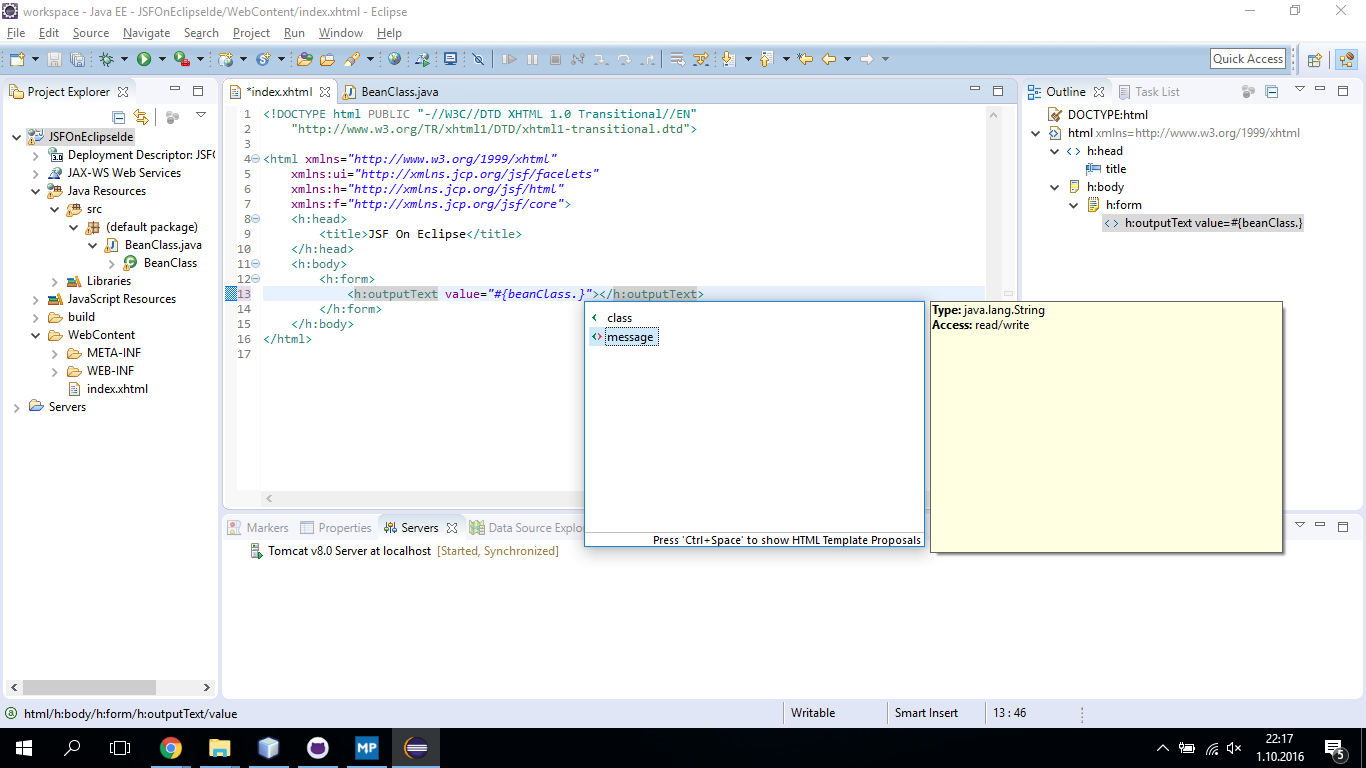 workspace - Java EE - JSFOnEclipseIde/WebContent/index.xhtml - Eclipse
File Edit Source Navigate Search Project Run Window Help
Quick Access
Project Explorer
JSFOnEclipseIde
Deployment Descriptor: JSFO
JAX-WS Web Services
Java Resources
src
(default package)
BeanClass.java
BeanClass
Libraries
JavaScript Resources
build
WebContent
META-INF
WEB-INF
index.xhtml
Servers
*index.xhtml BeanClass.java
1 <!DOCTYPE html PUBLIC "-//W3C//DTD XHTML 1.0 Transitional//EN"
2 "http://www.w3.org/TR/xhtml1/DTD/xhtml1-transitional.dtd">
3
4 <html xmlns="http://www.w3.org/1999/xhtml"
5 xmlns:ui="http://xmlns.jcp.org/jsf/facelets"
6 xmlns:h="http://xmlns.jcp.org/jsf/html"
7 xmlns:f="http://xmlns.jcp.org/jsf/core">
8 <h:head>
9 <title>JSF On Eclipse</title>
10 </h:head>
11 <h:body>
12 <h:form>
13 <h:outputText value="#{beanClass.}"></h:outputText>
14 </h:form>
15 </h:body>
16 </html>
17
class
message
Press 'Ctrl+Space' to show HTML Template Proposals
Type: java.lang.String
Access: read/write
Outline Task List
DOCTYPE:html
html xmlns=http://www.w3.org/1999/xhtml
h:head
title
h:body
h:form
h:outputText value=#{beanClass.}
Markers Properties Servers Data Source Explo
Tomcat v8.0 Server at localhost [Started, Synchronized]
html/h:body/h:form/h:outputText/value
Writable Smart Insert 13 : 46
MP
22:17
1.10.2016
5